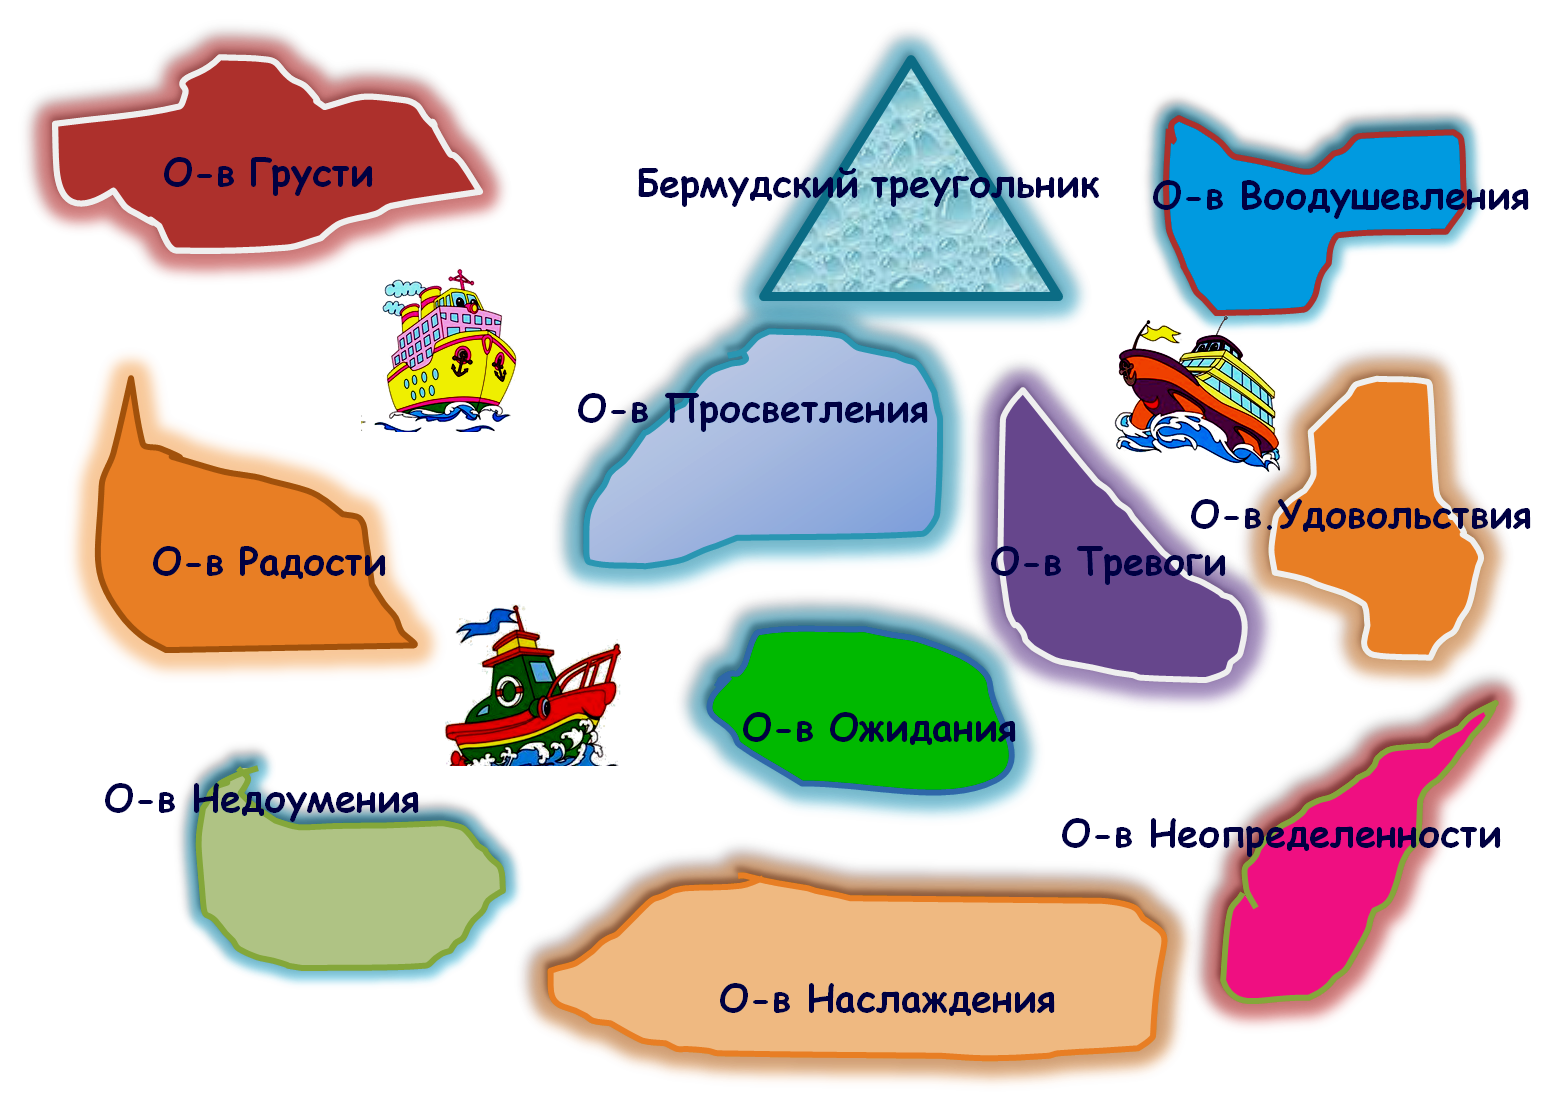 О-в Грусти
Бермудский треугольник
О-в Воодушевления
О-в Просветления
О-в.Удовольствия
О-в Радости
О-в Тревоги
О-в Ожидания
О-в Недоумения
О-в Неопределенности
О-в Наслаждения